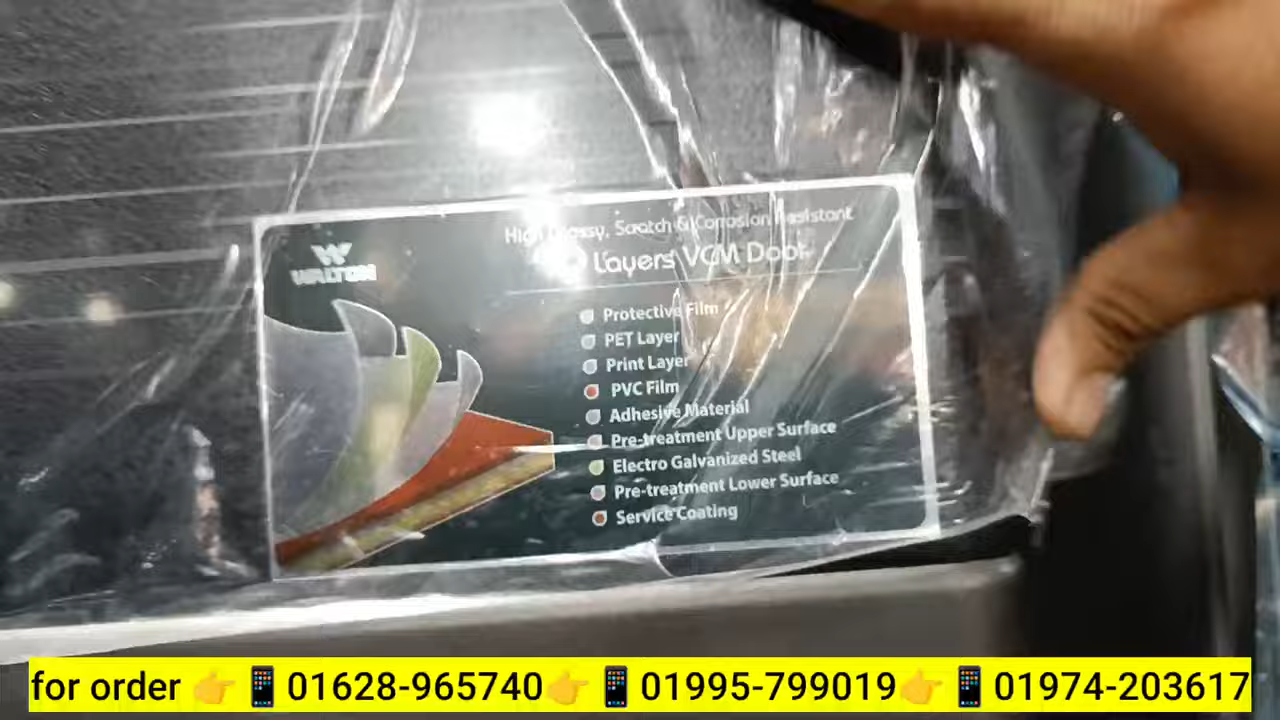 WALTON
High Glossy, Scratch & Corrosion Resistant
Layers VCM Door
Protective Film
PET Layer
Print Layer
PVC Film
Adhesive Material
Pre-treatment Upper Surface
Electro Galvanized Steel
Pre-treatment Lower Surface
Service Coating
for order 👉📱01628-965740👉📱01995-799019👉📱01974-203617